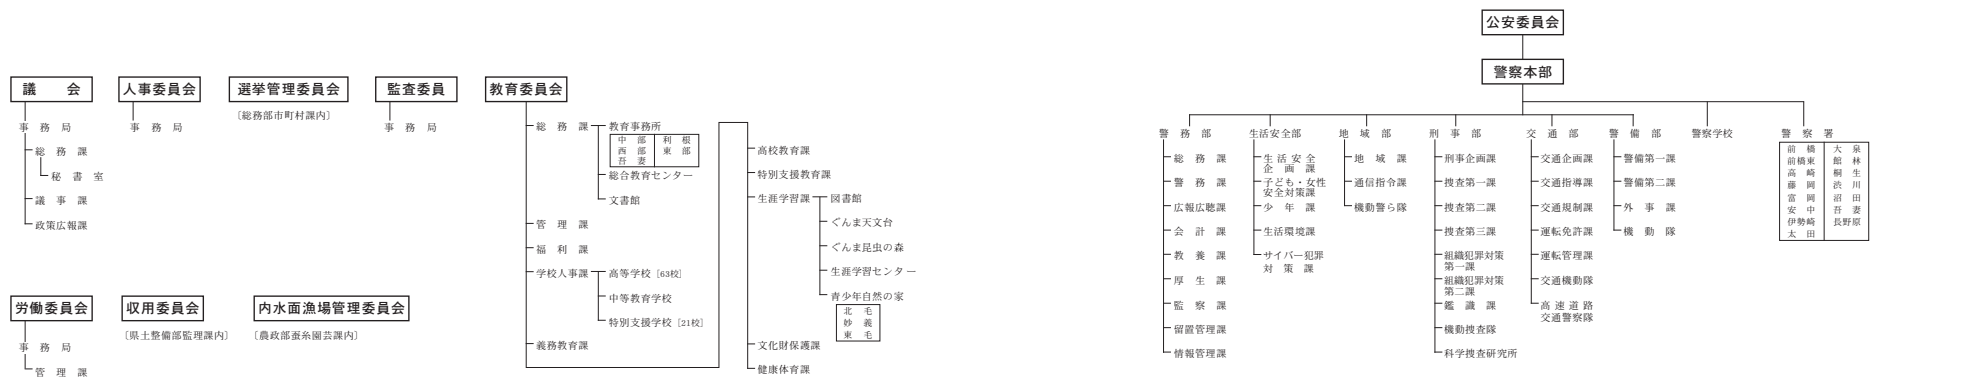 議　会
事務局
総務課
秘書室
議事課
政策広報課
人事委員会
事務局
選挙管理委員会
〔総務部市町村課内〕
監査委員
事務局
教育委員会
総務課
教育事務所
中部　利根
西部　東部
吾妻
総合教育センター
文書館
管理課
福利課
学校人事課
高等学校［63校］
中等教育学校
特別支援学校［21校］
義務教育課
高校教育課
特別支援教育課
生涯学習課
図書館
ぐんま天文台
ぐんま昆虫の森
生涯学習センター
青少年自然の家
北毛
妙義
東毛
文化財保護課
健康体育課
労働委員会
事務局
管理課
収用委員会
〔県土整備部監理課内〕
内水面漁場管理委員会
〔農政部蚕糸園芸課内〕
公安委員会
警察本部
警務部
総務課
警務課
広報広聴課
会計課
教養課
厚生課
監察課
留置管理課
情報管理課
生活安全部
生活安全
企画課
子ども・女性
安全対策課
少年課
生活環境課
サイバー犯罪
対策課
地域部
地域課
通信指令課
機動警ら隊
刑事部
刑事企画課
捜査第一課
捜査第二課
捜査第三課
組織犯罪対策
第一課
組織犯罪対策
第二課
鑑識課
機動捜査隊
科学捜査研究所
交通部
交通企画課
交通指導課
交通規制課
運転免許課
運転管理課
交通機動隊
高速道路
交通警察隊
警備部
警備第一課
警備第二課
外事課
機動隊
警察学校
警察署
前橋　大泉
前橋東　館林
高崎　桐生
藤岡　渋川
富岡　沼田
安中　吾妻
伊勢崎　長野原
太田